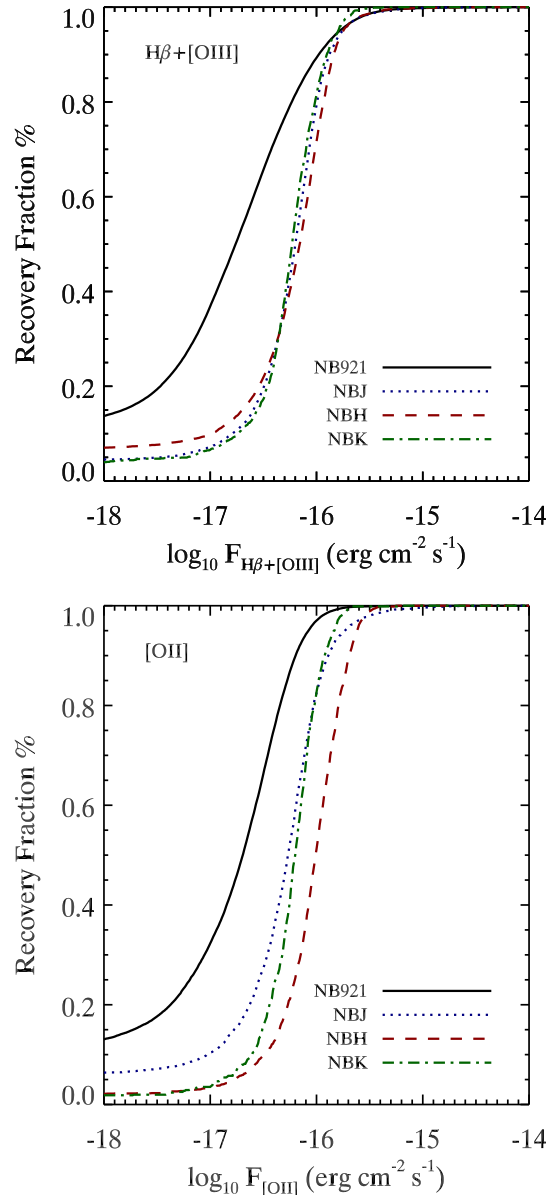 Hβ+[OIII]
Recovery Fraction %
1.0
0.8
0.6
0.4
0.2
0.0
NB921
NBJ
NBH
NBK
-18 -17 -16 -15 -14
log₁₀ F_Hβ+[OIII] (erg cm⁻² s⁻¹)
[OII]
Recovery Fraction %
1.0
0.8
0.6
0.4
0.2
0.0
NB921
NBJ
NBH
NBK
-18 -17 -16 -15 -14
log₁₀ F_[OII] (erg cm⁻² s⁻¹)